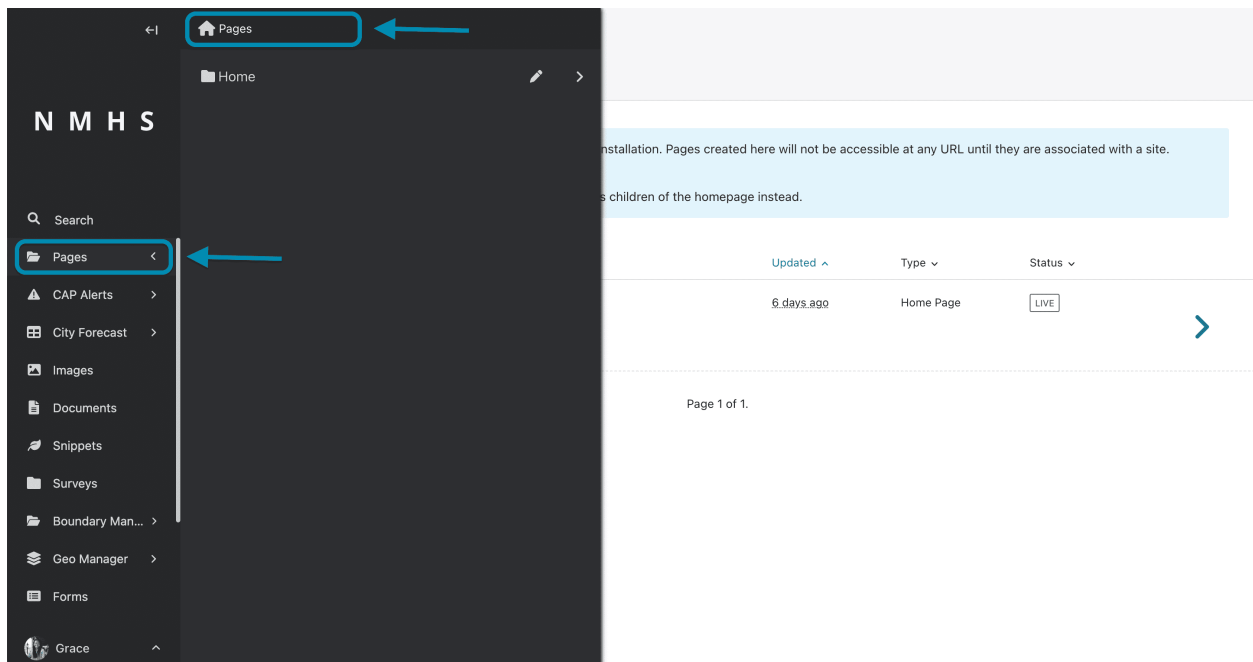 Pages
Home
N M H S
Search
Pages
CAP Alerts
City Forecast
Images
Documents
Snippets
Surveys
Boundary Man...
Geo Manager
Forms
Grace
nstallation. Pages created here will not be accessible at any URL until they are associated with a site.
s children of the homepage instead.
Updated Type Status
6 days ago Home Page LIVE
Page 1 of 1.